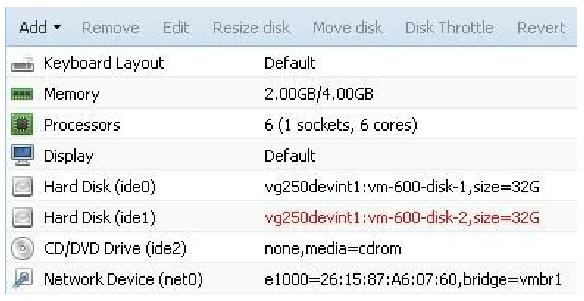 Add Remove Edit Resize disk Move disk Disk Throttle Revert
Keyboard Layout Default
Memory 2.00GB/4.00GB
Processors 6 (1 sockets, 6 cores)
Display Default
Hard Disk (ide0) vg250devint1:vm-600-disk-1,size=32G
Hard Disk (ide1) vg250devint1:vm-600-disk-2,size=32G
CD/DVD Drive (ide2) none,media=cdrom
Network Device (net0) e1000=26:15:87:A6:07:60,bridge=vmbr1